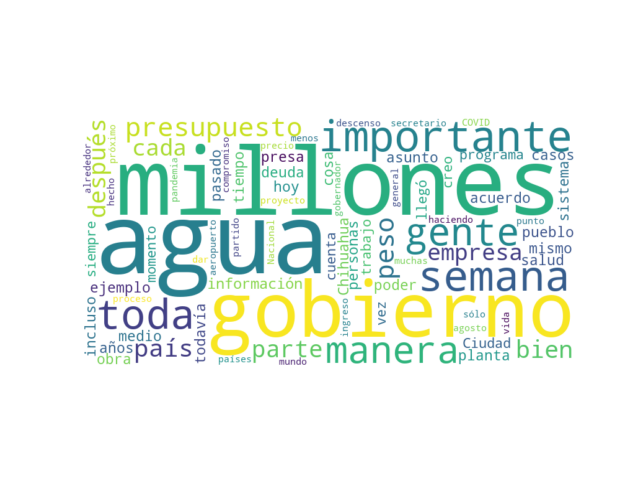 descenso secretario COVID
alrededor
después
próximo
presupuesto
cada
hecho
pandemia
pasado
compromiso
tiempo
precio
menos
presa
deuda
hoy
proyecto
importante
cosa
gobernador
asunto
programa casos
creo
acuerdo
sistema
general
llegó
muchas
millones
agua
siempre
momento
aeropuerto
partido
Nacional
dar
cuenta
Chihuahua
personas
trabajo
peso
gente
haciendo
punto
pueblo
empresa
mismo
salud
semana
ejemplo
proceso
información
poder
gobierno
toda
incluso
medio
años
país
obra
todavía
países
parte
mundo
ingreso
vez
manera
sólo
agosto
vida
Ciudad
planta
bien